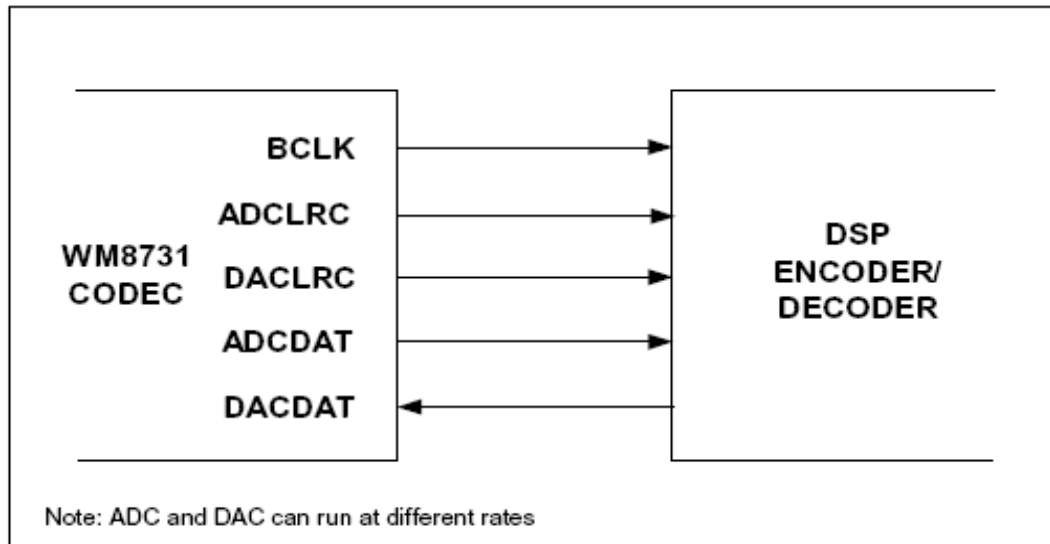 BCLK
ADCLRC
WM8731
CODEC
DACLRC
ADCDAT
DACDAT
DSP
ENCODER/
DECODER
Note: ADC and DAC can run at different rates